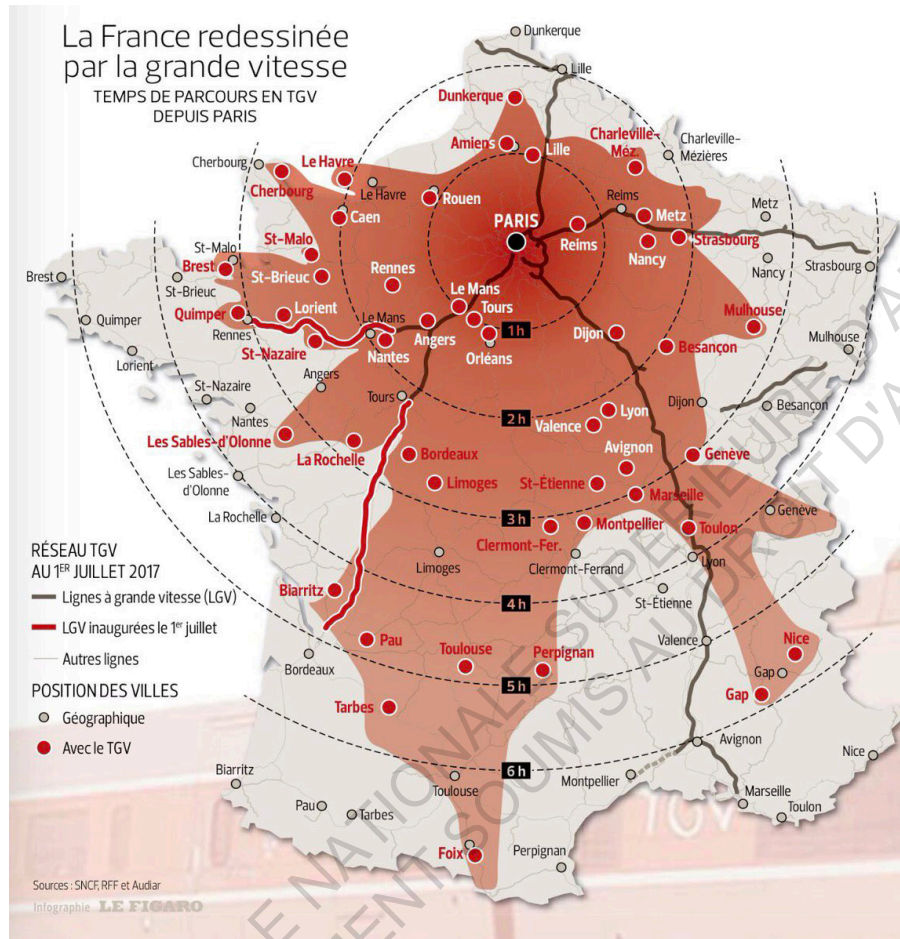 La France redessinée
par la grande vitesse
TEMPS DE PARCOURS EN TGV
DEPUIS PARIS
Dunkerque
Lille
Dunkerque
Amiens
Lille
Charleville-
Méz.
Charleville-
Mézières
Cherbourg
Le Havre
Cherbourg
Le Havre
Rouen
Caen
PARIS
Reims
Reims
Metz
Metz
Nancy
Strasbourg
Nancy
Strasbourg
St-Malo
St-Malo
Brest
Brest
St-Brieuc
St-Brieuc
Rennes
Le Mans
Tours
Quimper
Quimper
Lorient
Rennes
Le Mans
Angers
Orléans
1 h
Dijon
Mulhouse
Besançon
Mulhouse
Lorient
St-Nazaire
Nantes
Angers
St-Nazaire
Nantes
Tours
2 h
Lyon
Valence
Dijon
Besançon
Les Sables-d'Olonne
La Rochelle
Bordeaux
Avignon
Genève
Les Sables-
d'Olonne
Limoges
St-Étienne
Marseille
La Rochelle
3 h
Genève
Clermont-Fer.
Montpellier
Toulon
Limoges
Clermont-Ferrand
Lyon
RÉSEAU TGV
AU 1ER JUILLET 2017
Lignes à grande vitesse (LGV)
LGV inaugurées le 1er juillet
Autres lignes
POSITION DES VILLES
Géographique
Avec le TGV
Biarritz
4 h
St-Étienne
Bordeaux
Pau
Toulouse
Perpignan
Valence
Nice
Gap
Gap
5 h
Tarbes
6 h
Avignon
Nice
Biarritz
Toulouse
Montpellier
Marseille
Toulon
Pau
Tarbes
Foix
Perpignan
TGV
Sources : SNCF, RFF et Audiar
Infographie LE FIGARO
E NATIONALE SUPERIEURE D'A
MENT SOUMIS AU DROIT D'A